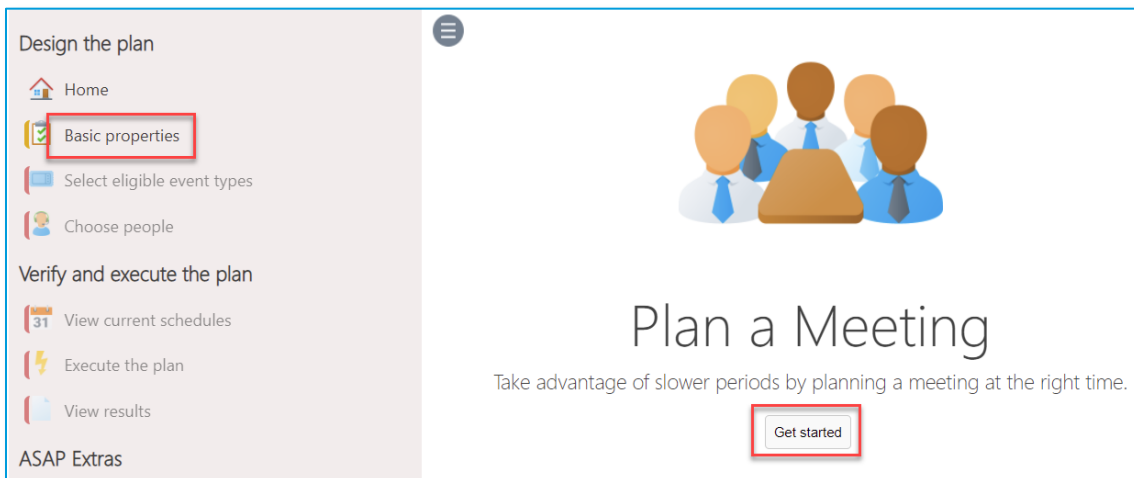 Design the plan
Home
Basic properties
Select eligible event types
Choose people
Verify and execute the plan
31 View current schedules
Execute the plan
View results
ASAP Extras
Plan a Meeting
Take advantage of slower periods by planning a meeting at the right time.
Get started